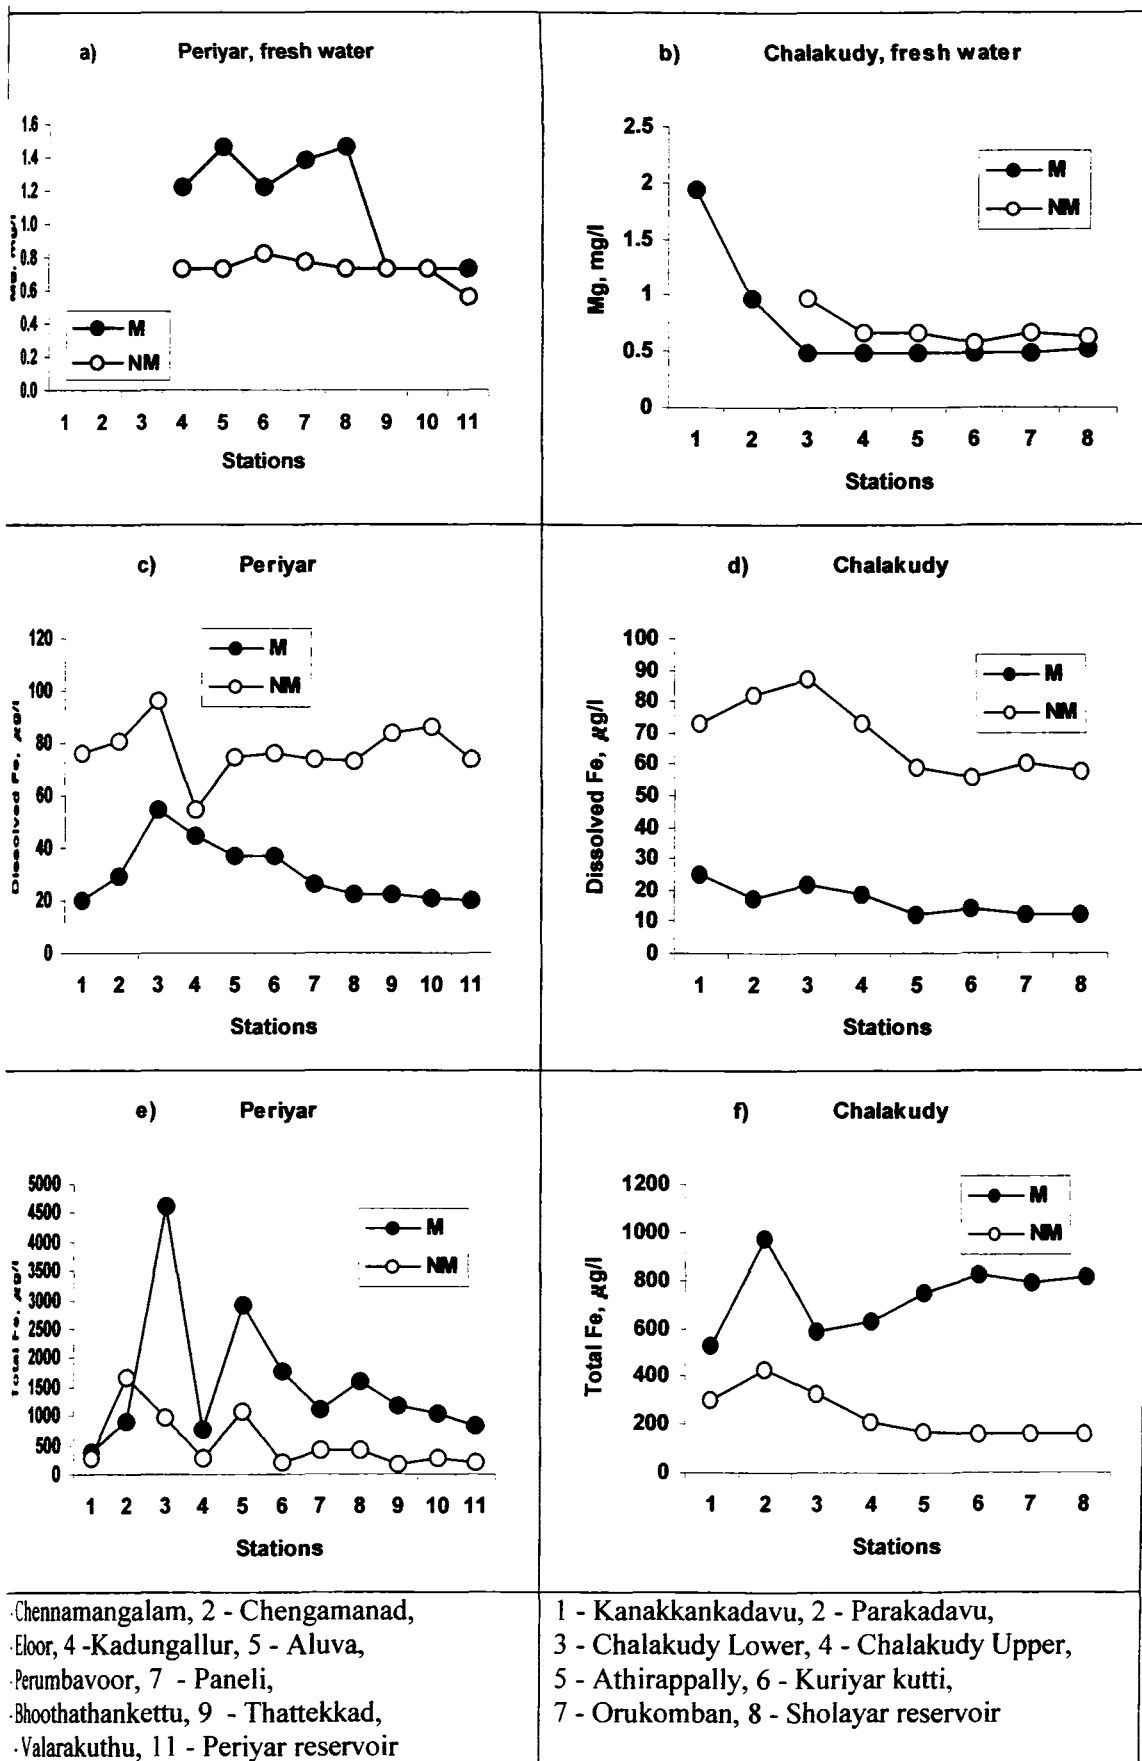 a) Periyar, fresh water
1.6
1.4
1.2
1.0
0.8
0.6
0.4
0.2
0.0
Mg, mg/l
M
NM
1 2 3 4 5 6 7 8 9 10 11
Stations
b) Chalakudy, fresh water
2.5
2
1.5
1
0.5
0
Mg, mg/l
M
NM
1 2 3 4 5 6 7 8
Stations
c) Periyar
120
100
80
60
40
20
0
Dissolved Fe, µg/l
M
NM
1 2 3 4 5 6 7 8 9 10 11
Stations
d) Chalakudy
100
90
80
70
60
50
40
30
20
10
0
Dissolved Fe, µg/l
M
NM
1 2 3 4 5 6 7 8
Stations
e) Periyar
5000
4500
4000
3500
3000
2500
2000
1500
1000
500
0
Total Fe, µg/l
M
NM
1 2 3 4 5 6 7 8 9 10 11
Stations
f) Chalakudy
1200
1000
800
600
400
200
0
Total Fe, µg/l
M
NM
1 2 3 4 5 6 7 8
Stations
Chennamangalam, 2 - Chengamanad,
Eloor, 4 -Kadungallur, 5 - Aluva,
Perumbavoor, 7 - Paneli,
Bhoothathankettu, 9 - Thattekkad,
Valarakuthu, 11 - Periyar reservoir
1 - Kanakkankadavu, 2 - Parakadavu,
3 - Chalakudy Lower, 4 - Chalakudy Upper,
5 - Athirappally, 6 - Kuriyar kutti,
7 - Orukomban, 8 - Sholayar reservoir